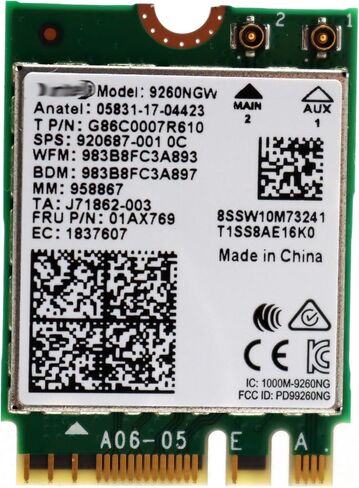 2 1
Model: 9260NGW
Anatel: 05831-17-04423
T P/N: G86C0007R610
SPS: 920687-001 0C
WFM: 983B8FC3A893
BDM: 983B8FC3A897
MM: 958867
TA: J71862-003
FRU P/N: 01AX769
EC: 1837607
MAIN
2
AUX
1
8SSW10M73241
T1SS8AE16K0
Made in China
CE
IC: 1000M-9260NG
FCC ID: PD99260NG
A06-05 E A